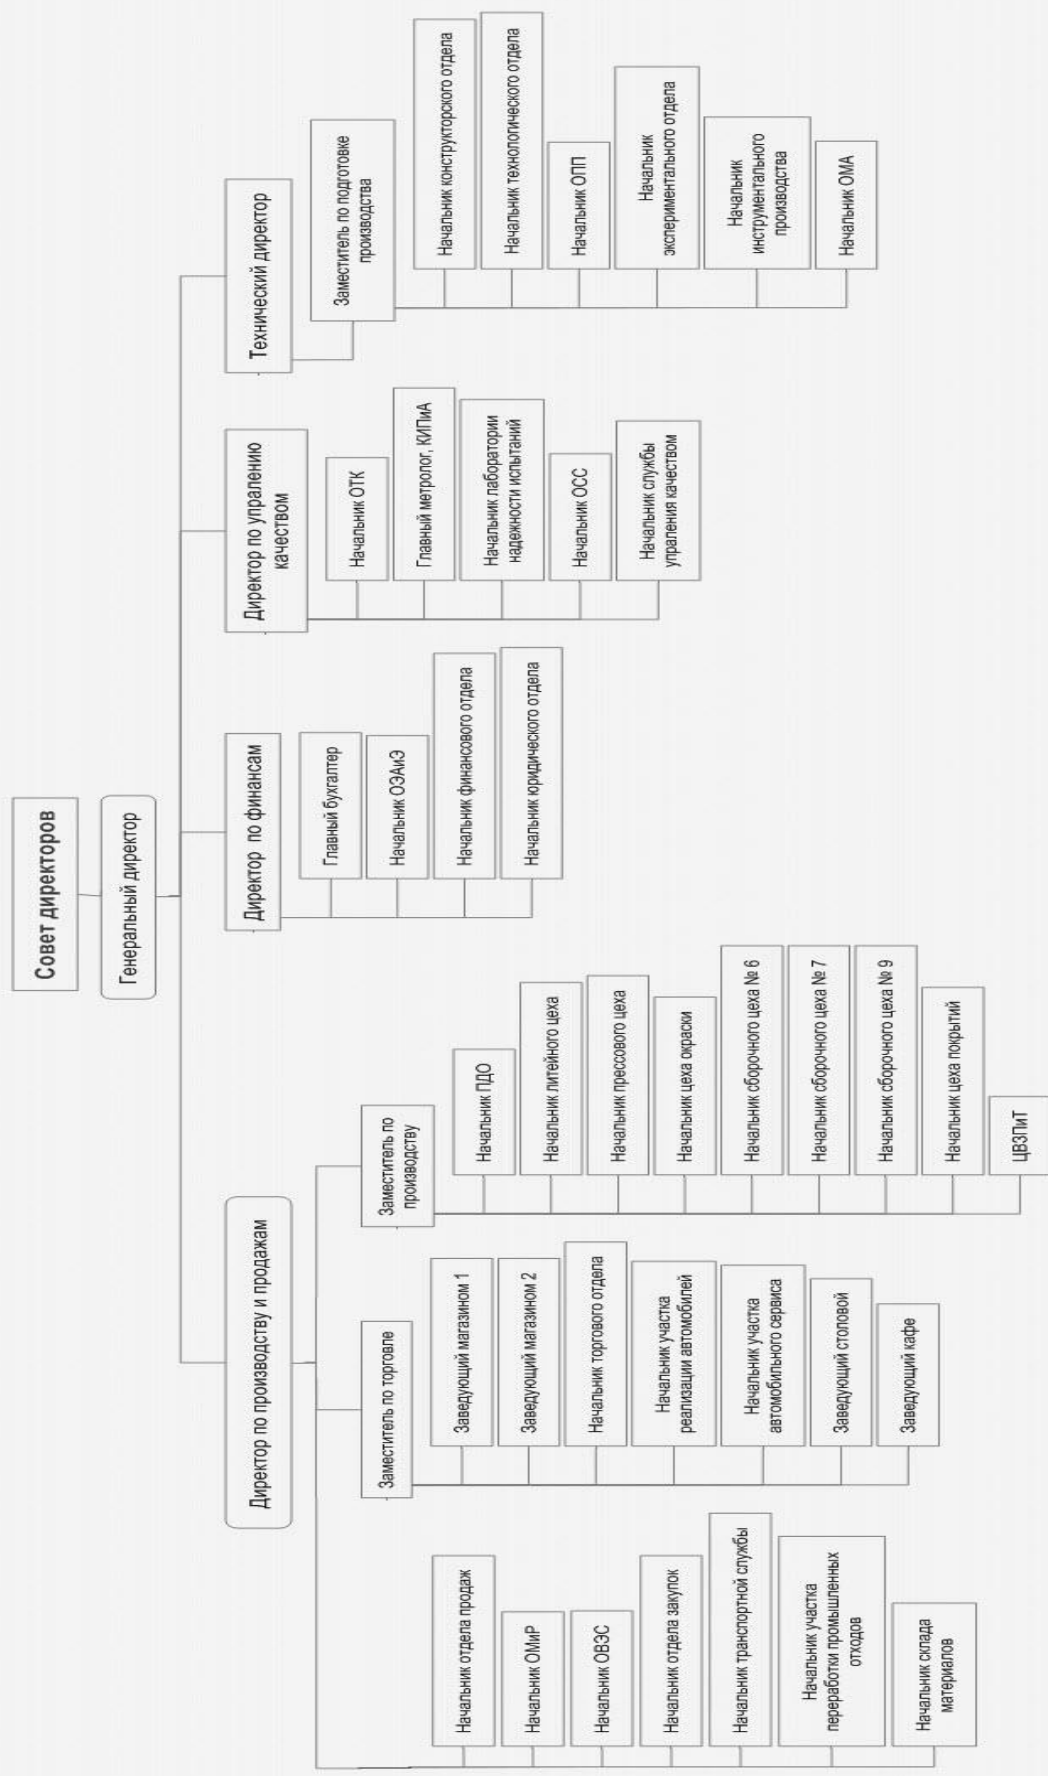 Совет директоров
Генеральный директор
Директор по производству и продажам
Начальник отдела продаж
Начальник ОМиР
Начальник ОВЭС
Начальник отдела закупок
Начальник транспортной службы
Начальник участка
переработки промышленных
отходов
Начальник склада
материалов
Заместитель по торговле
Заведующий магазином 1
Заведующий магазином 2
Начальник торгового отдела
Начальник участка
реализации автомобилей
Начальник участка
автомобильного сервиса
Заведующий столовой
Заведующий кафе
Заместитель по
производству
Начальник ПДО
Начальник литейного цеха
Начальник прессового цеха
Начальник цеха окраски
Начальник сборочного цеха № 6
Начальник сборочного цеха № 7
Начальник сборочного цеха № 9
Начальник цеха покрытий
ЦВЗПиТ
Директор по финансам
Главный бухгалтер
Начальник ОЭАиЭ
Начальник финансового отдела
Начальник юридического отдела
Директор по упралению
качеством
Начальник ОТК
Главный метролог, КИПиА
Начальник лаборатории
надежности испытаний
Начальник ОСС
Начальник службы
упраления качеством
Технический директор
Заместитель по подготовке
производства
Начальник конструкторского отдела
Начальник технологического отдела
Начальник ОПП
Начальник
экспериментального отдела
Начальник
инструментального
производства
Начальник ОМА